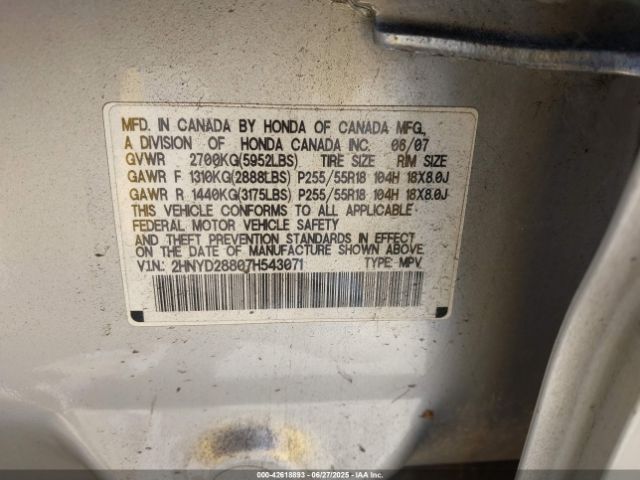 MFD. IN CANADA BY HONDA OF CANADA MFG.,
A DIVISION OF HONDA CANADA INC. 06/07
GVWR 2700KG(5952LBS) TIRE SIZE RIM SIZE
GAWR F 1310KG(2888LBS) P255/55R18 104H 18X8.0J
GAWR R 1440KG(3175LBS) P255/55R18 104H 18X8.0J
THIS VEHICLE CONFORMS TO ALL APPLICABLE
FEDERAL MOTOR VEHICLE SAFETY
AND THEFT PREVENTION STANDARDS IN EFFECT
ON THE DATE OF MANUFACTURE SHOWN ABOVE.
V.I.N.: 2HNYD28807H543071 TYPE: MPV
000-42618893 - 06/27/2025 - IAA